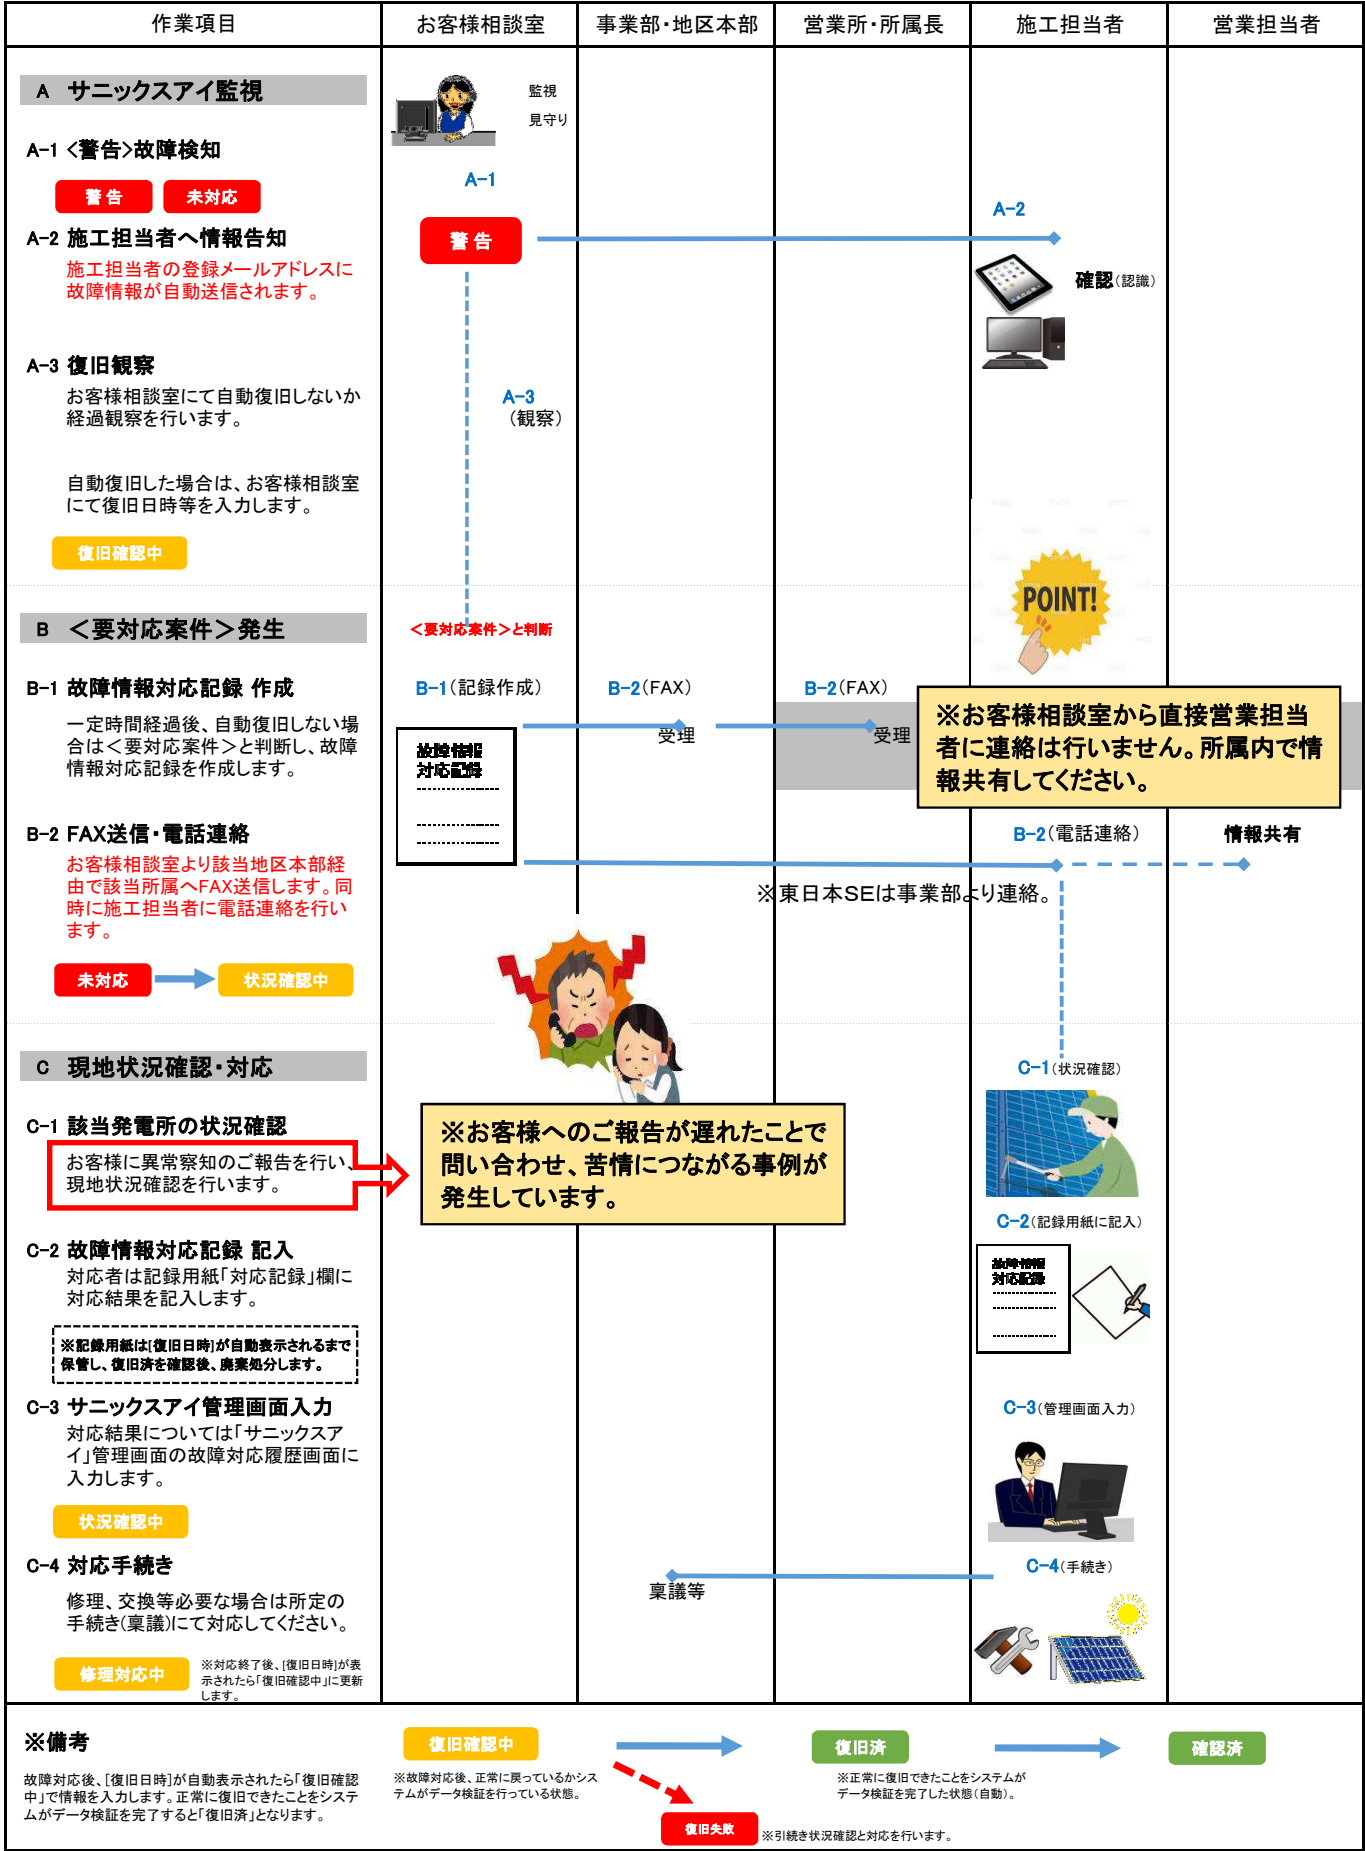 作業項目
お客様相談室
事業部・地区本部
営業所・所属長
施工担当者
営業担当者
A サニックスアイ監視
監視
見守り
A-1 <警告>故障検知
警 告
未対応
A-1
警 告
A-2
A-2 施工担当者へ情報告知
施工担当者の登録メールアドレスに
故障情報が自動送信されます。
確認(認識)
A-3 復旧観察
お客様相談室にて自動復旧しないか
経過観察を行います。
A-3
(観察)
自動復旧した場合は、お客様相談室
にて復旧日時等を入力します。
復旧確認中
POINT!
B <要対応案件>発生
<要対応案件>と判断
B-1 故障情報対応記録 作成
一定時間経過後、自動復旧しない場
合は<要対応案件>と判断し、故障
情報対応記録を作成します。
B-1(記録作成)
B-2(FAX)
B-2(FAX)
受理
受理
故障情報
対応記録
※お客様相談室から直接営業担当
者に連絡は行いません。所属内で情
報共有してください。
B-2 FAX送信・電話連絡
お客様相談室より該当地区本部経
由で該当所属へFAX送信します。同
時に施工担当者に電話連絡を行い
ます。
B-2(電話連絡)
情報共有
※東日本SEは事業部より連絡。
未対応
状況確認中
C 現地状況確認・対応
C-1(状況確認)
C-1 該当発電所の状況確認
お客様に異常察知のご報告を行い、
現地状況確認を行います。
※お客様へのご報告が遅れたことで
問い合わせ、苦情につながる事例が
発生しています。
C-2(記録用紙に記入)
C-2 故障情報対応記録 記入
対応者は記録用紙「対応記録」欄に
対応結果を記入します。
故障情報
対応記録
※記録用紙は[復旧日時]が自動表示されるまで
保管し、復旧済を確認後、廃棄処分します。
C-3 サニックスアイ管理画面入力
対応結果については「サニックスア
イ」管理画面の故障対応履歴画面に
入力します。
C-3(管理画面入力)
状況確認中
C-4 対応手続き
修理、交換等必要な場合は所定の
手続き(稟議)にて対応してください。
C-4(手続き)
稟議等
修理対応中
※対応終了後、[復旧日時]が表
示されたら「復旧確認中」に更新
します。
※備考
故障対応後、[復旧日時]が自動表示されたら「復旧確認
中」で情報を入力します。正常に復旧できたことをシステ
ムがデータ検証を完了すると「復旧済」となります。
復旧確認中
※故障対応後、正常に戻っているかシス
テムがデータ検証を行っている状態。
復旧済
※正常に復旧できたことをシステムが
データ検証を完了した状態(自動)。
確認済
復旧失敗
※引続き状況確認と対応を行います。